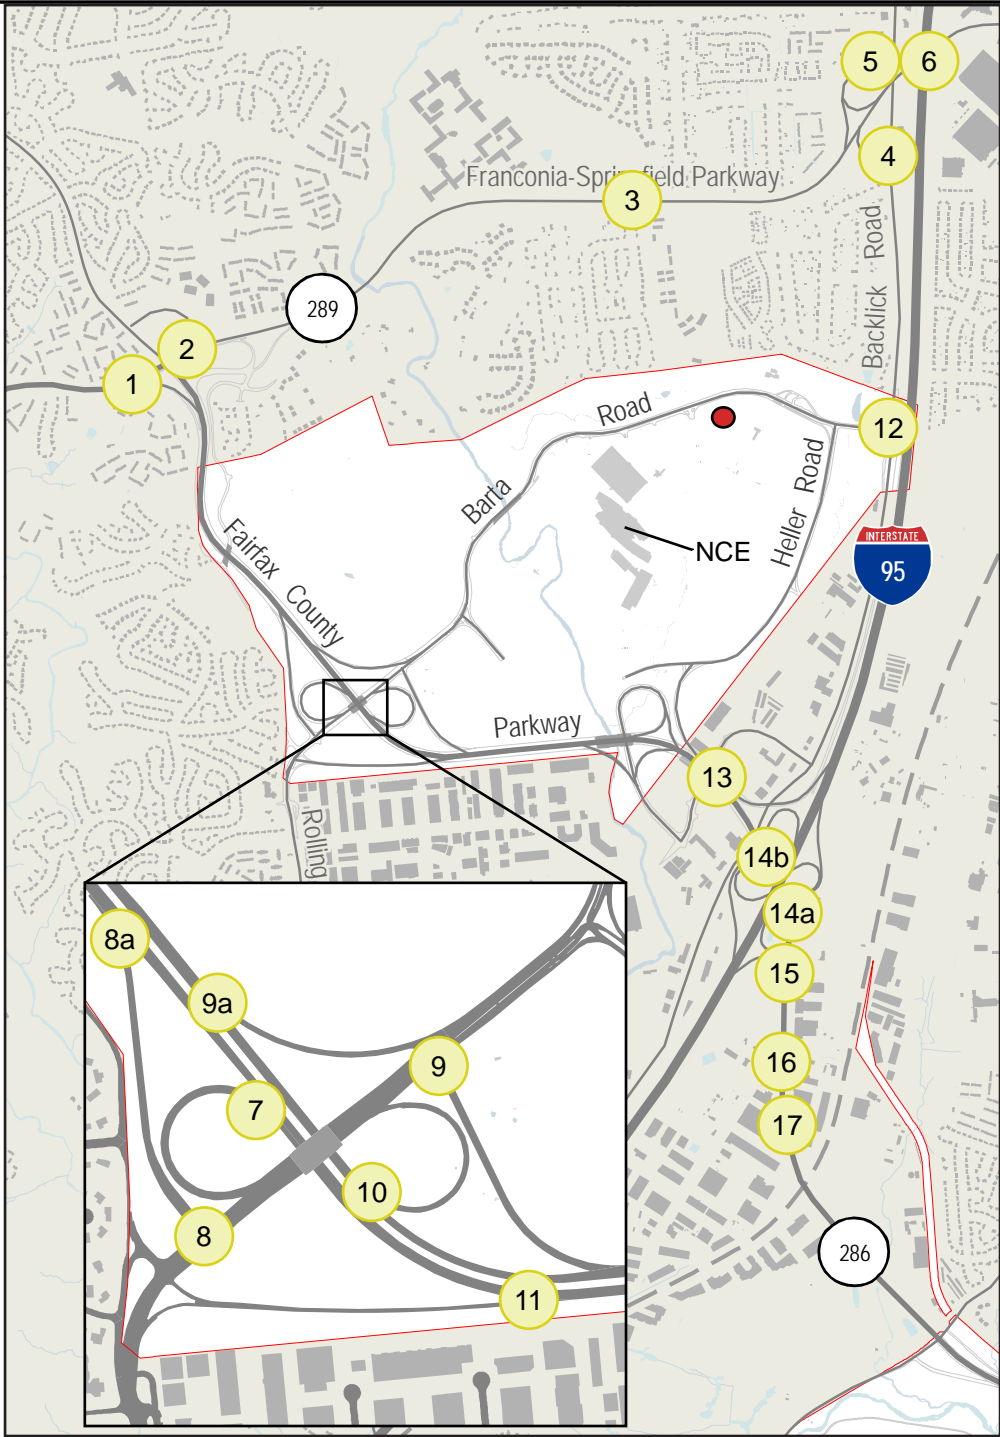 5
6
4
Franconia-Springfield Parkway
3
Backlick Road
289
2
1
Road
12
Barta
Heller Road
NCE
INTERSTATE
95
Fairfax
County
Parkway
13
Rolling
14b
8a
14a
15
9a
9
16
7
17
10
8
286
11